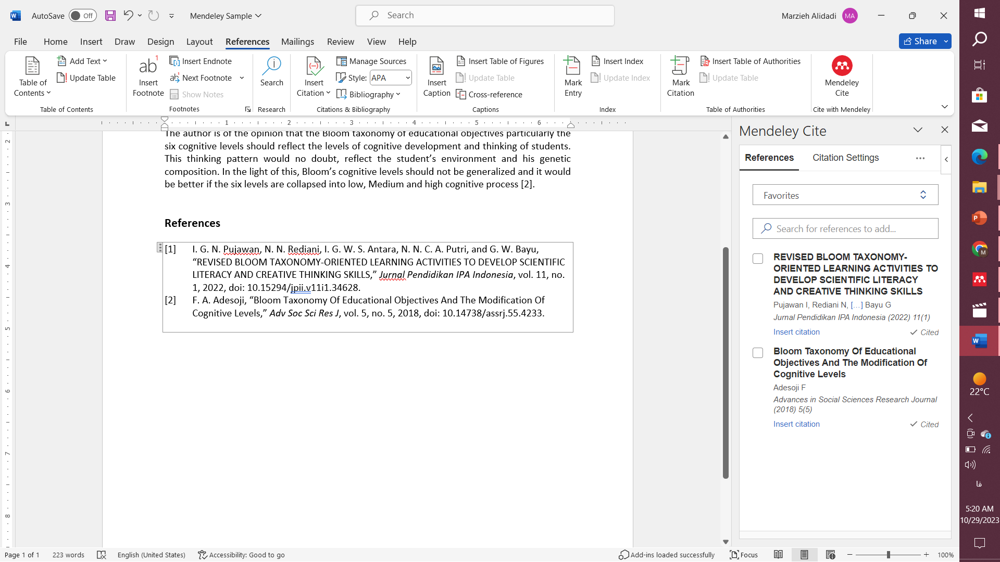 AutoSave Off Mendeley Sample Search Marzieh Alidadi MA
File Home Insert Draw Design Layout References Mailings Review View Help Share
Table of Contents
Add Text
Update Table
Table of Contents
ab 1
Insert Footnote
Insert Endnote
Next Footnote
Show Notes
Footnotes
Search
Research
Insert Citation
Manage Sources
Style: APA
Bibliography
Citations & Bibliography
Insert Caption
Insert Table of Figures
Update Table
Cross-reference
Captions
Mark Entry
Insert Index
Update Index
Index
Mark Citation
Insert Table of Authorities
Update Table
Table of Authorities
Mendeley Cite
Cite with Mendeley
1 2 3 4 5 6
2
3
4
5
6
7
8
The author is of the opinion that the Bloom taxonomy of educational objectives particularly the
six cognitive levels should reflect the levels of cognitive development and thinking of students.
This thinking pattern would no doubt, reflect the student’s environment and his genetic
composition. In the light of this, Bloom’s cognitive levels should not be generalized and it would
be better if the six levels are collapsed into low, Medium and high cognitive process [2].
References
[1] I. G. N. Pujawan, N. N. Rediani, I. G. W. S. Antara, N. N. C. A. Putri, and G. W. Bayu,
“REVISED BLOOM TAXONOMY-ORIENTED LEARNING ACTIVITIES TO DEVELOP SCIENTIFIC
LITERACY AND CREATIVE THINKING SKILLS,” Jurnal Pendidikan IPA Indonesia, vol. 11, no.
1, 2022, doi: 10.15294/jpii.v11i1.34628.
[2] F. A. Adesoji, “Bloom Taxonomy Of Educational Objectives And The Modification Of
Cognitive Levels,” Adv Soc Sci Res J, vol. 5, no. 5, 2018, doi: 10.14738/assrj.55.4233.
Mendeley Cite
References Citation Settings
Favorites
Search for references to add...
REVISED BLOOM TAXONOMY-
ORIENTED LEARNING ACTIVITIES TO
DEVELOP SCIENTIFIC LITERACY
AND CREATIVE THINKING SKILLS
Pujawan I, Rediani N, [...] Bayu G
Jurnal Pendidikan IPA Indonesia (2022) 11(1)
Insert citation Cited
Bloom Taxonomy Of Educational
Objectives And The Modification Of
Cognitive Levels
Adesoji F
Advances in Social Sciences Research Journal
(2018) 5(5)
Insert citation Cited
22°C
فا
5:20 AM
10/29/2023
Page 1 of 1 223 words English (United States) Accessibility: Good to go Add-ins loaded successfully Focus 100%